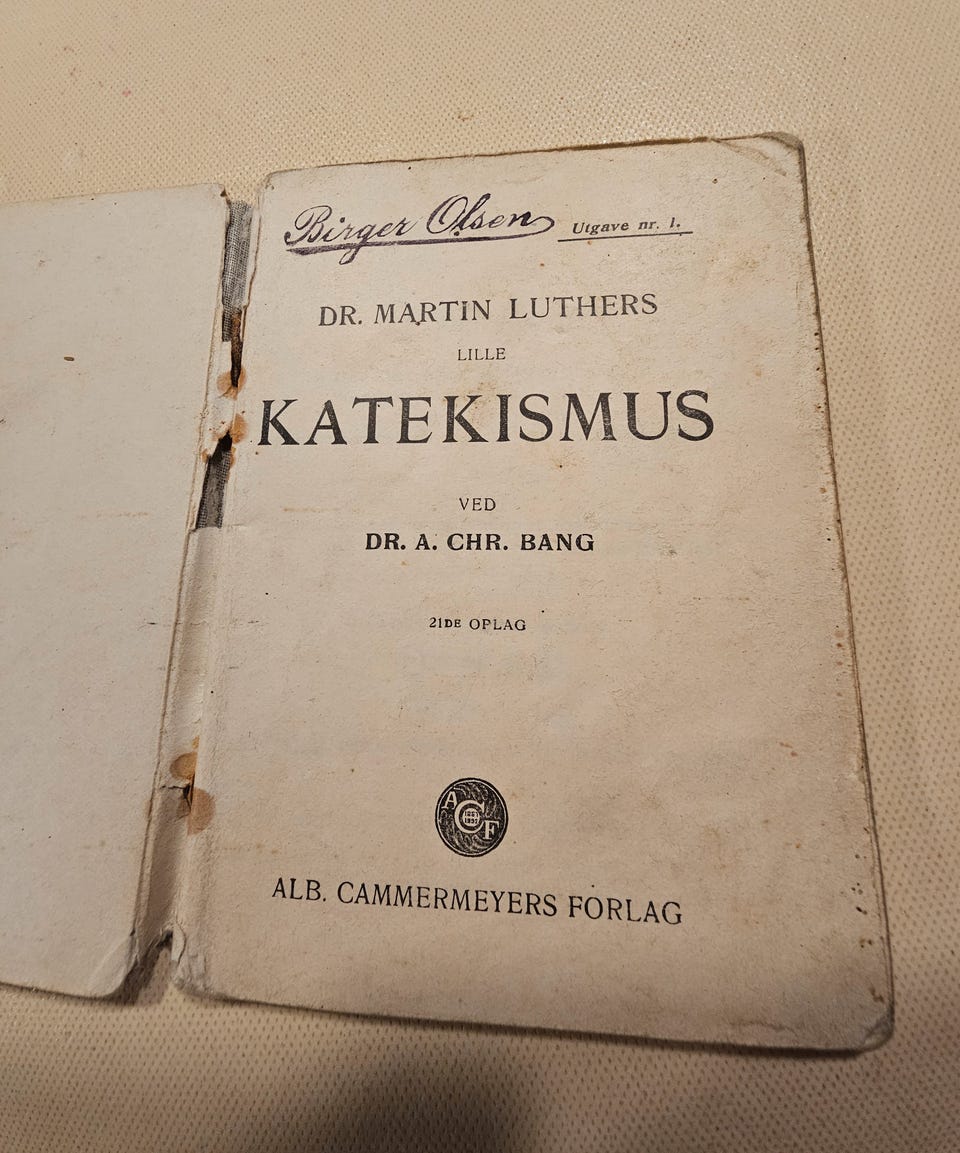 Birger Olsen Utgave nr. 1.
DR. MARTIN LUTHERS
LILLE
KATEKISMUS
VED
DR. A. CHR. BANG
21DE OPLAG
A C F
ALB. CAMMERMEYERS FORLAG